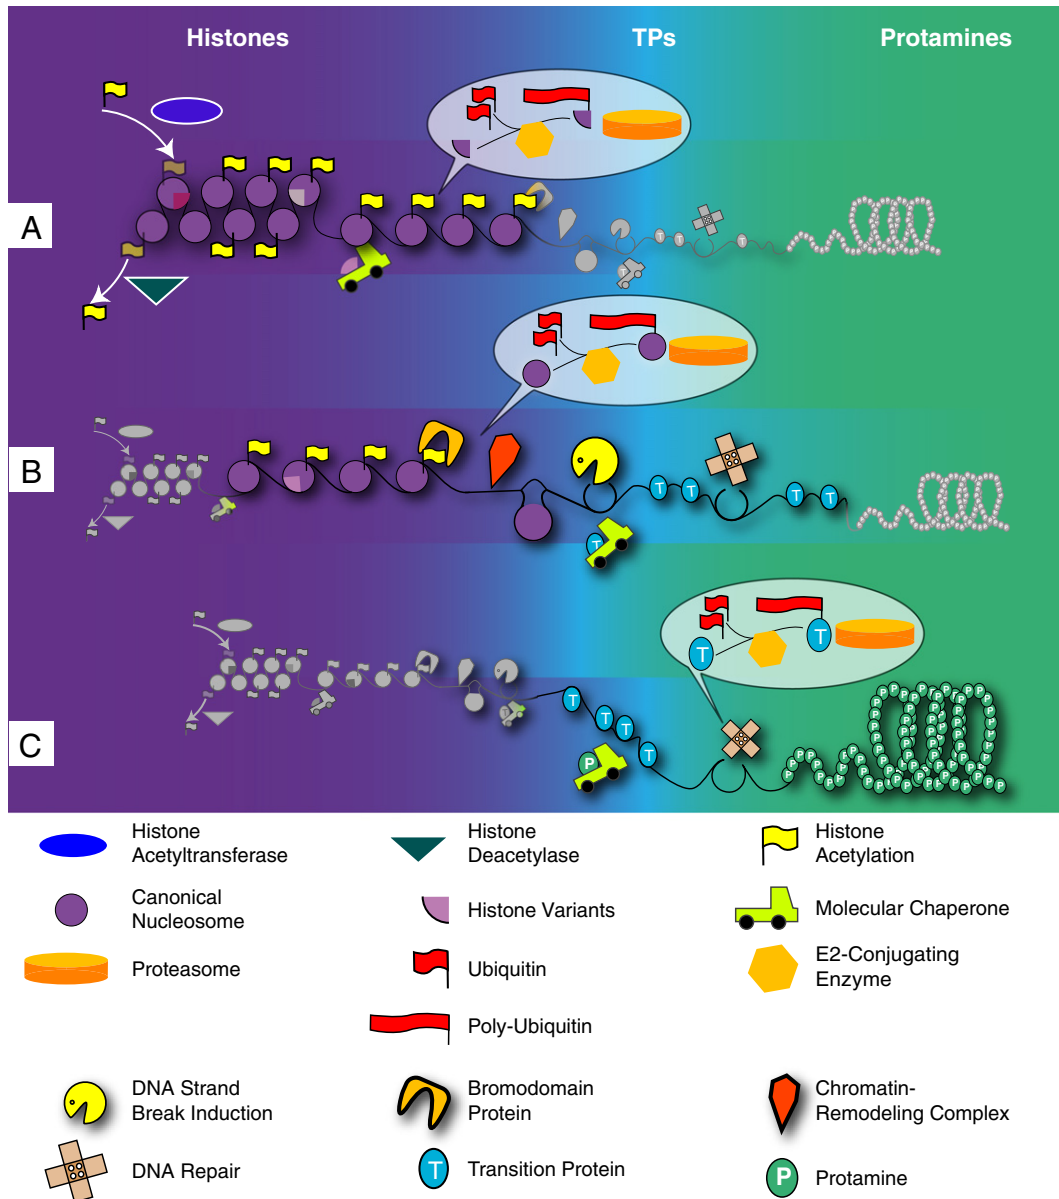 Histones TPs Protamines
A
T
T T T
B
T T T T
T
T T
C
T
T T T
P
P P P P P P P P P P P P P P P P P P P P
Histone Acetyltransferase
Histone Deacetylase
Histone Acetylation
Canonical Nucleosome
Histone Variants
Molecular Chaperone
Proteasome
Ubiquitin
E2-Conjugating Enzyme
Poly-Ubiquitin
DNA Strand Break Induction
Bromodomain Protein
Chromatin-Remodeling Complex
DNA Repair
T
Transition Protein
P
Protamine